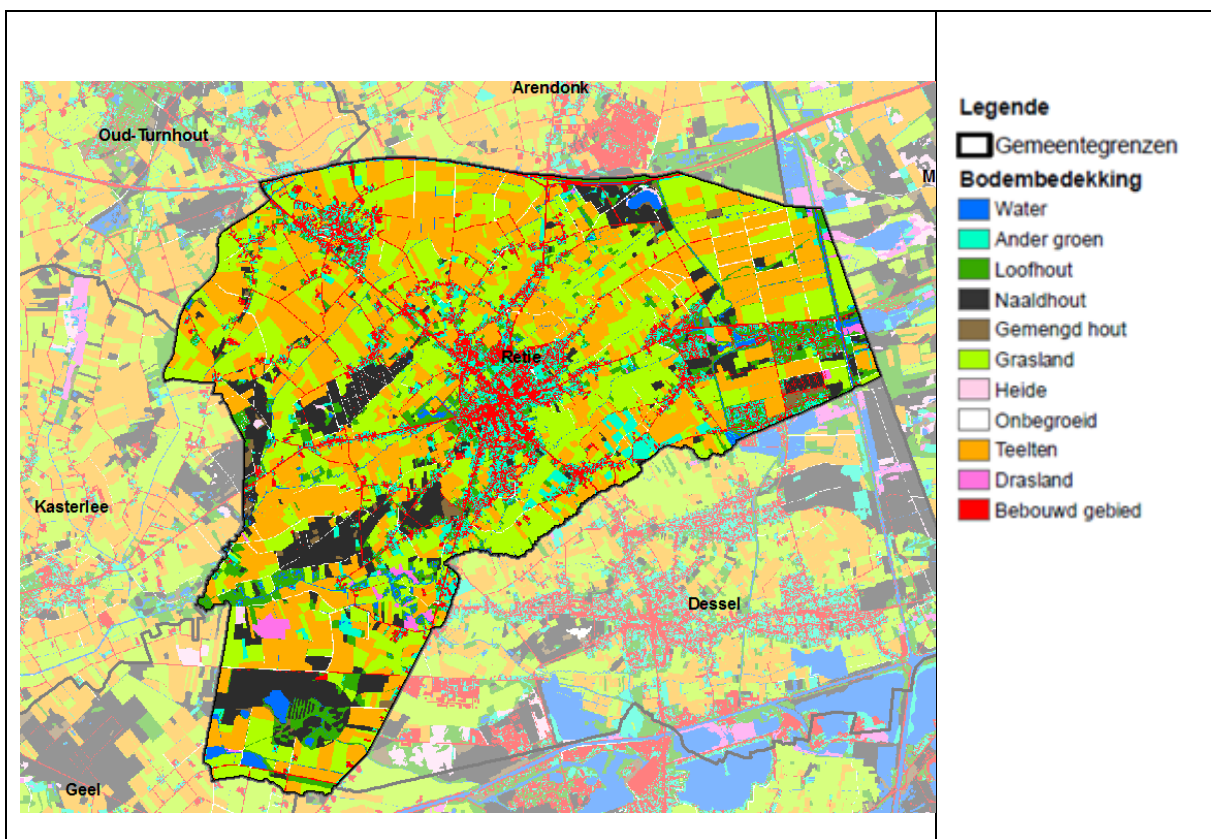 Arendonk
Oud-Turnhout
M
Retie
Kasterlee
Dessel
Geel
Legende
Gemeentegrenzen
Bodembedekking
Water
Ander groen
Loofhout
Naaldhout
Gemengd hout
Grasland
Heide
Onbegroeid
Teelten
Drasland
Bebouwd gebied